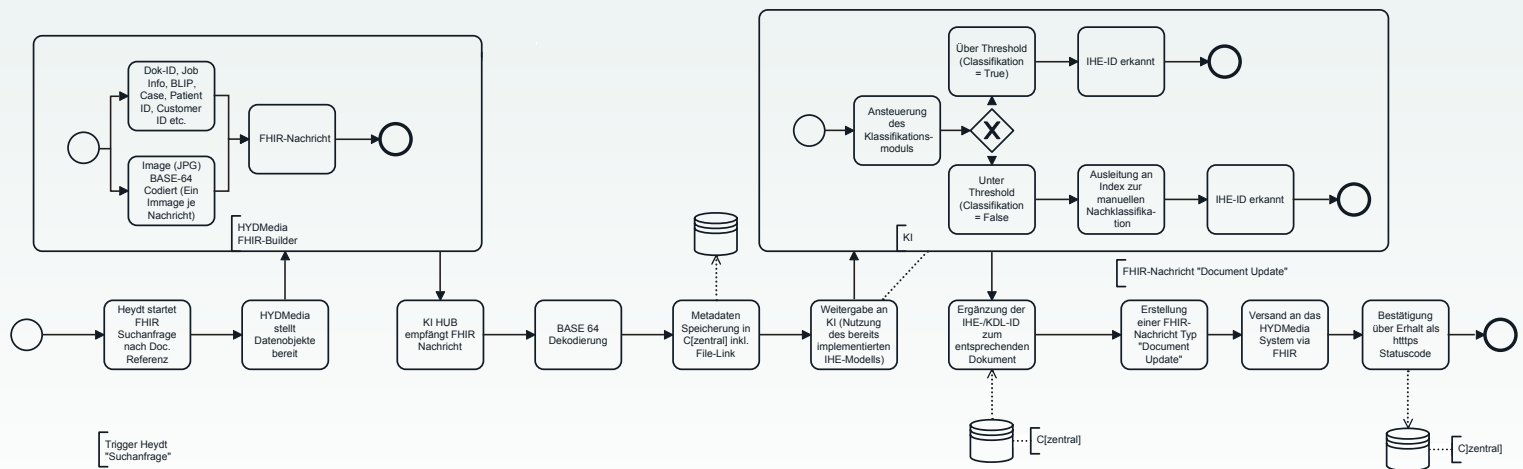 Dok-ID, Job
Info, BLIP,
Case, Patient
ID, Customer
ID etc.
Image (JPG)
BASE-64
Codiert (Ein
Immage je
Nachricht)
FHIR-Nachricht
HYDMedia
FHIR-Builder
Ansteuerung
des
Klassifikations-
moduls
X
Über Threshold
(Classifikation
= True)
IHE-ID erkannt
Unter
Threshold
(Classifikation
= False
Ausleitung an
Index zur
manuellen
Nachklassifika-
tion
IHE-ID erkannt
KI
FHIR-Nachricht "Document Update"
Heydt startet
FHIR
Suchanfrage
nach Doc.
Referenz
HYDMedia
stellt
Datenobjekte
bereit
KI HUB
empfängt FHIR
Nachricht
BASE 64
Dekodierung
Metadaten
Speicherung in
C[zentral] inkl.
File-Link
Weitergabe an
KI (Nutzung
des bereits
implementierten
IHE-Modells)
Ergänzung der
IHE-/KDL-ID
zum
entsprechenden
Dokument
Erstellung
einer FHIR-
Nachricht Typ
"Document
Update"
Versand an das
HYDMedia
System via
FHIR
Bestätigung
über Erhalt als
htttps
Statuscode
Trigger Heydt
"Suchanfrage"
C[zentral]
C[zentral]